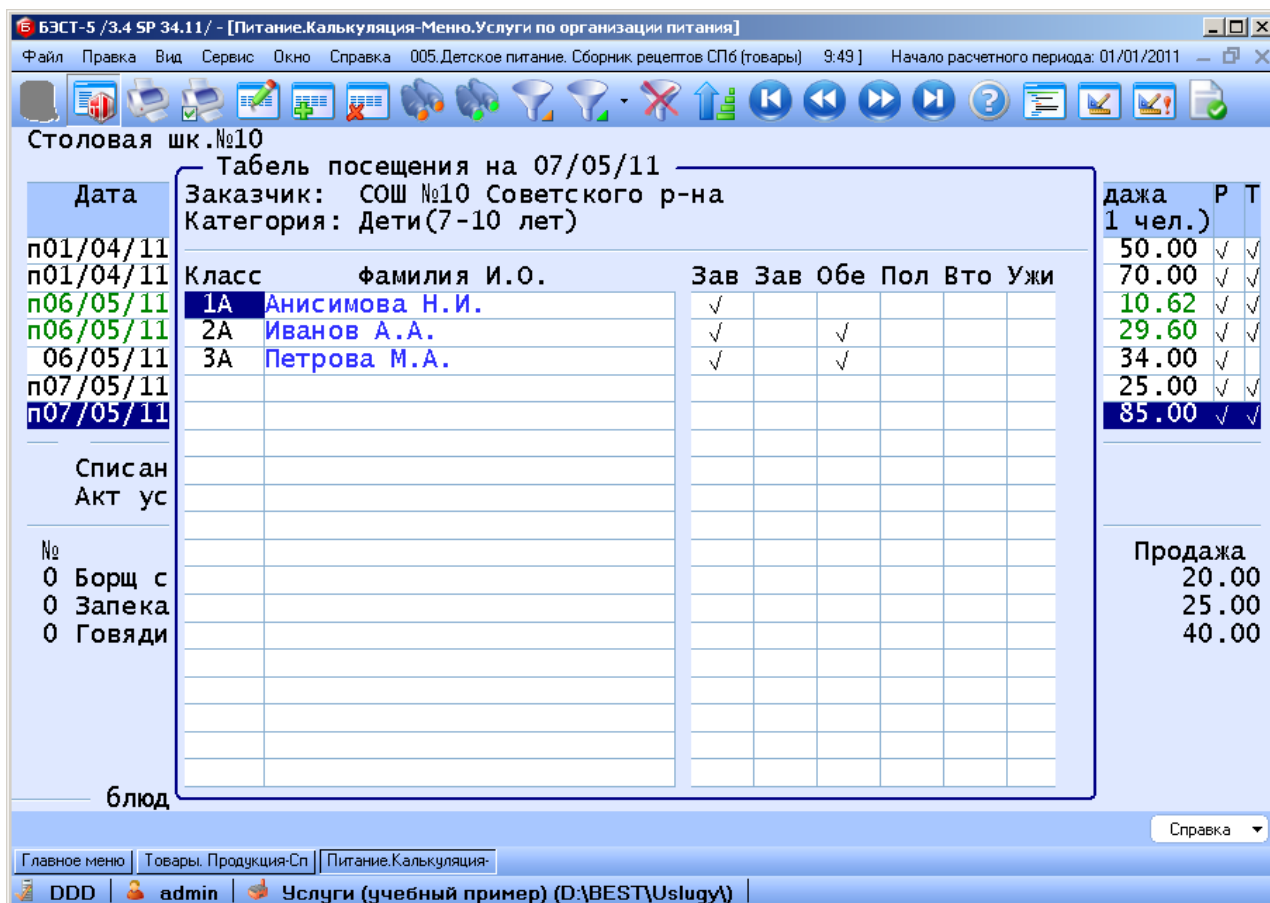 БЭСТ-5 /3.4 SP 34.11/ - [Питание.Калькуляция-Меню.Услуги по организации питания]
Файл Правка Вид Сервис Окно Справка 005.Детское питание. Сборник рецептов СПб (товары) 9:49 ] Начало расчетного периода: 01/01/2011
Столовая шк.№10
Табель посещения на 07/05/11
Дата Заказчик: СОШ №10 Советского р-на дажа Р Т
Категория: Дети(7-10 лет) 1 чел.)
п01/04/11 50.00 √ √
п01/04/11 Класс Фамилия И.О. Зав Зав Обе Пол Вто Ужи 70.00 √ √
п06/05/11 1А Анисимова Н.И. √ 10.62 √ √
п06/05/11 2А Иванов А.А. √ √ 29.60 √ √
06/05/11 3А Петрова М.А. √ √ 34.00 √
п07/05/11 25.00 √ √
п07/05/11 85.00 √ √
Списан
Акт ус
№ Продажа
0 Борщ с 20.00
0 Запека 25.00
0 Говяди 40.00
блюд
Справка
Главное меню Товары. Продукция-Сп Питание.Калькуляция-
DDD admin Услуги (учебный пример) (D:\BEST\Uslugy\)